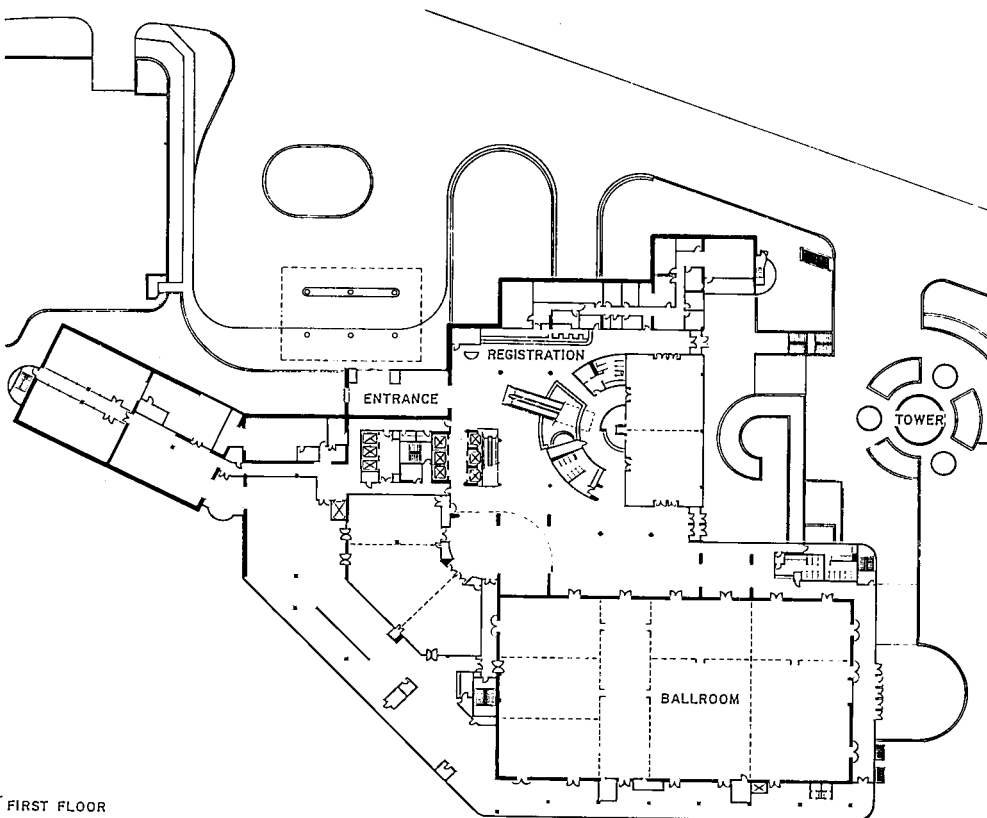 REGISTRATION
ENTRANCE
TOWER
BALLROOM
FIRST FLOOR